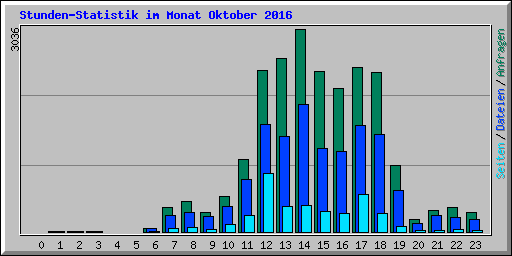 Stunden-Statistik im Monat Oktober 2016
3036
Seiten / Dateien / Anfragen
0 1 2 3 4 5 6 7 8 9 10 11 12 13 14 15 16 17 18 19 20 21 22 23